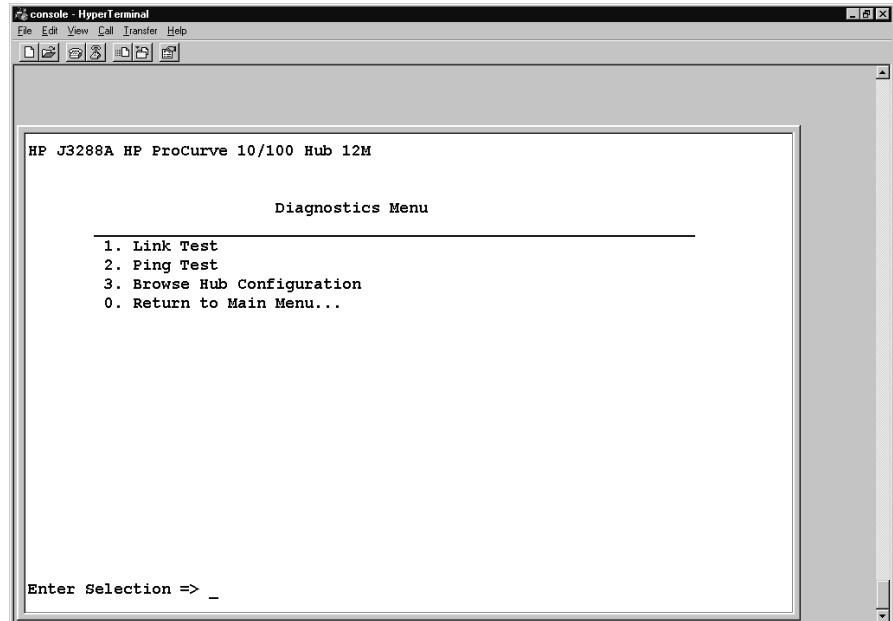 console - HyperTerminal
File Edit View Call Transfer Help
HP J3288A HP ProCurve 10/100 Hub 12M
Diagnostics Menu
1. Link Test
2. Ping Test
3. Browse Hub Configuration
0. Return to Main Menu...
Enter Selection => _